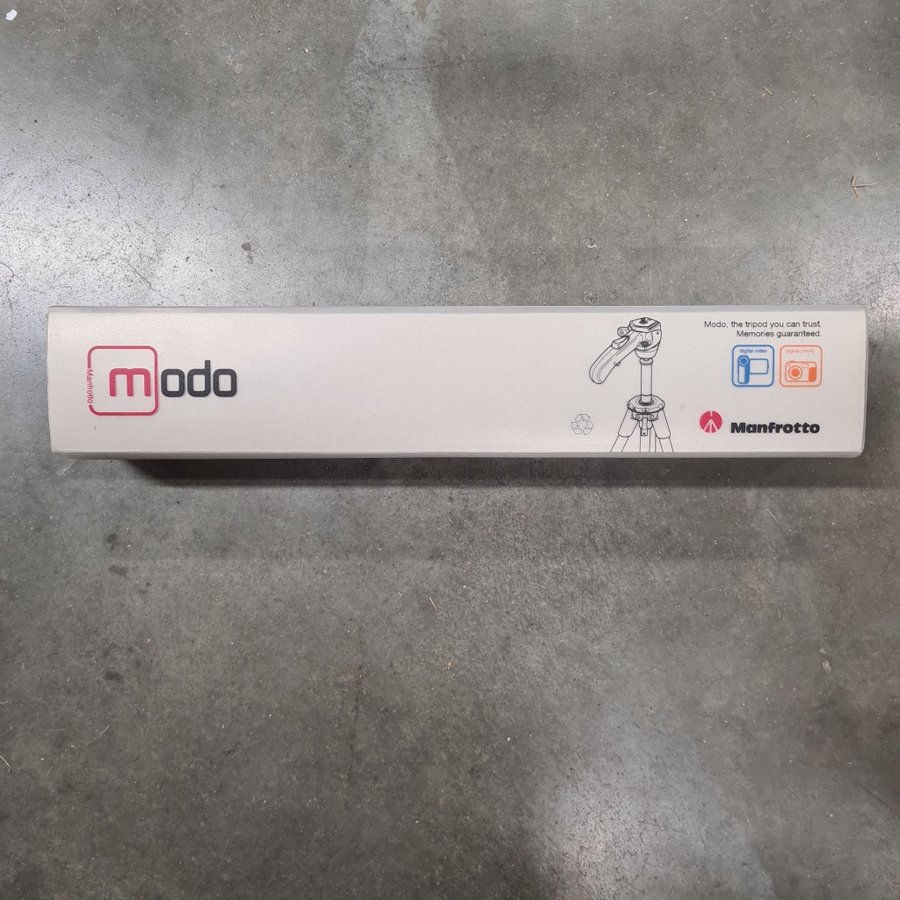 Manfrotto
modo
Modo, the tripod you can trust.
Memories guaranteed.
digital video
digital photo
Manfrotto